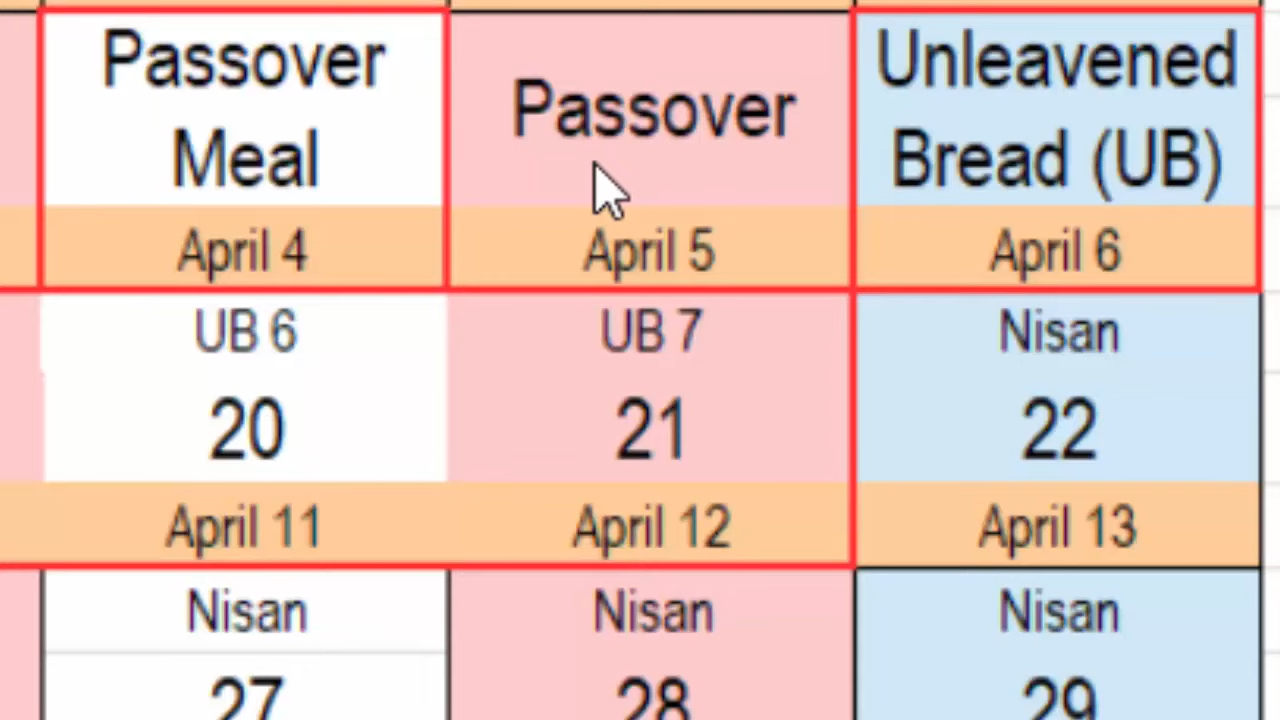 Passover
Meal
Passover
Unleavened
Bread (UB)
April 4
April 5
April 6
UB 6
UB 7
Nisan
20
21
22
April 11
April 12
April 13
Nisan
Nisan
Nisan
27
28
29